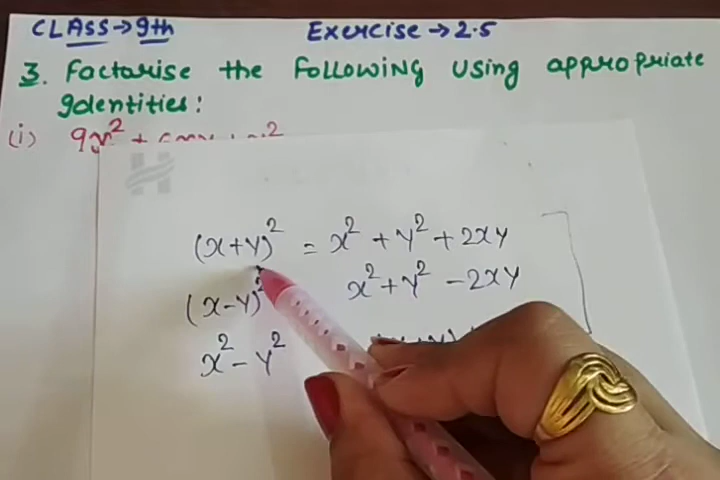 CLASS→9th Exercise→2.5
3. Factorise the Following Using appropriate
Identities:
(i) 9x² +
(x+y)² = x² + y² + 2xy
(x-y)² x² + y² - 2xy
x² - y²